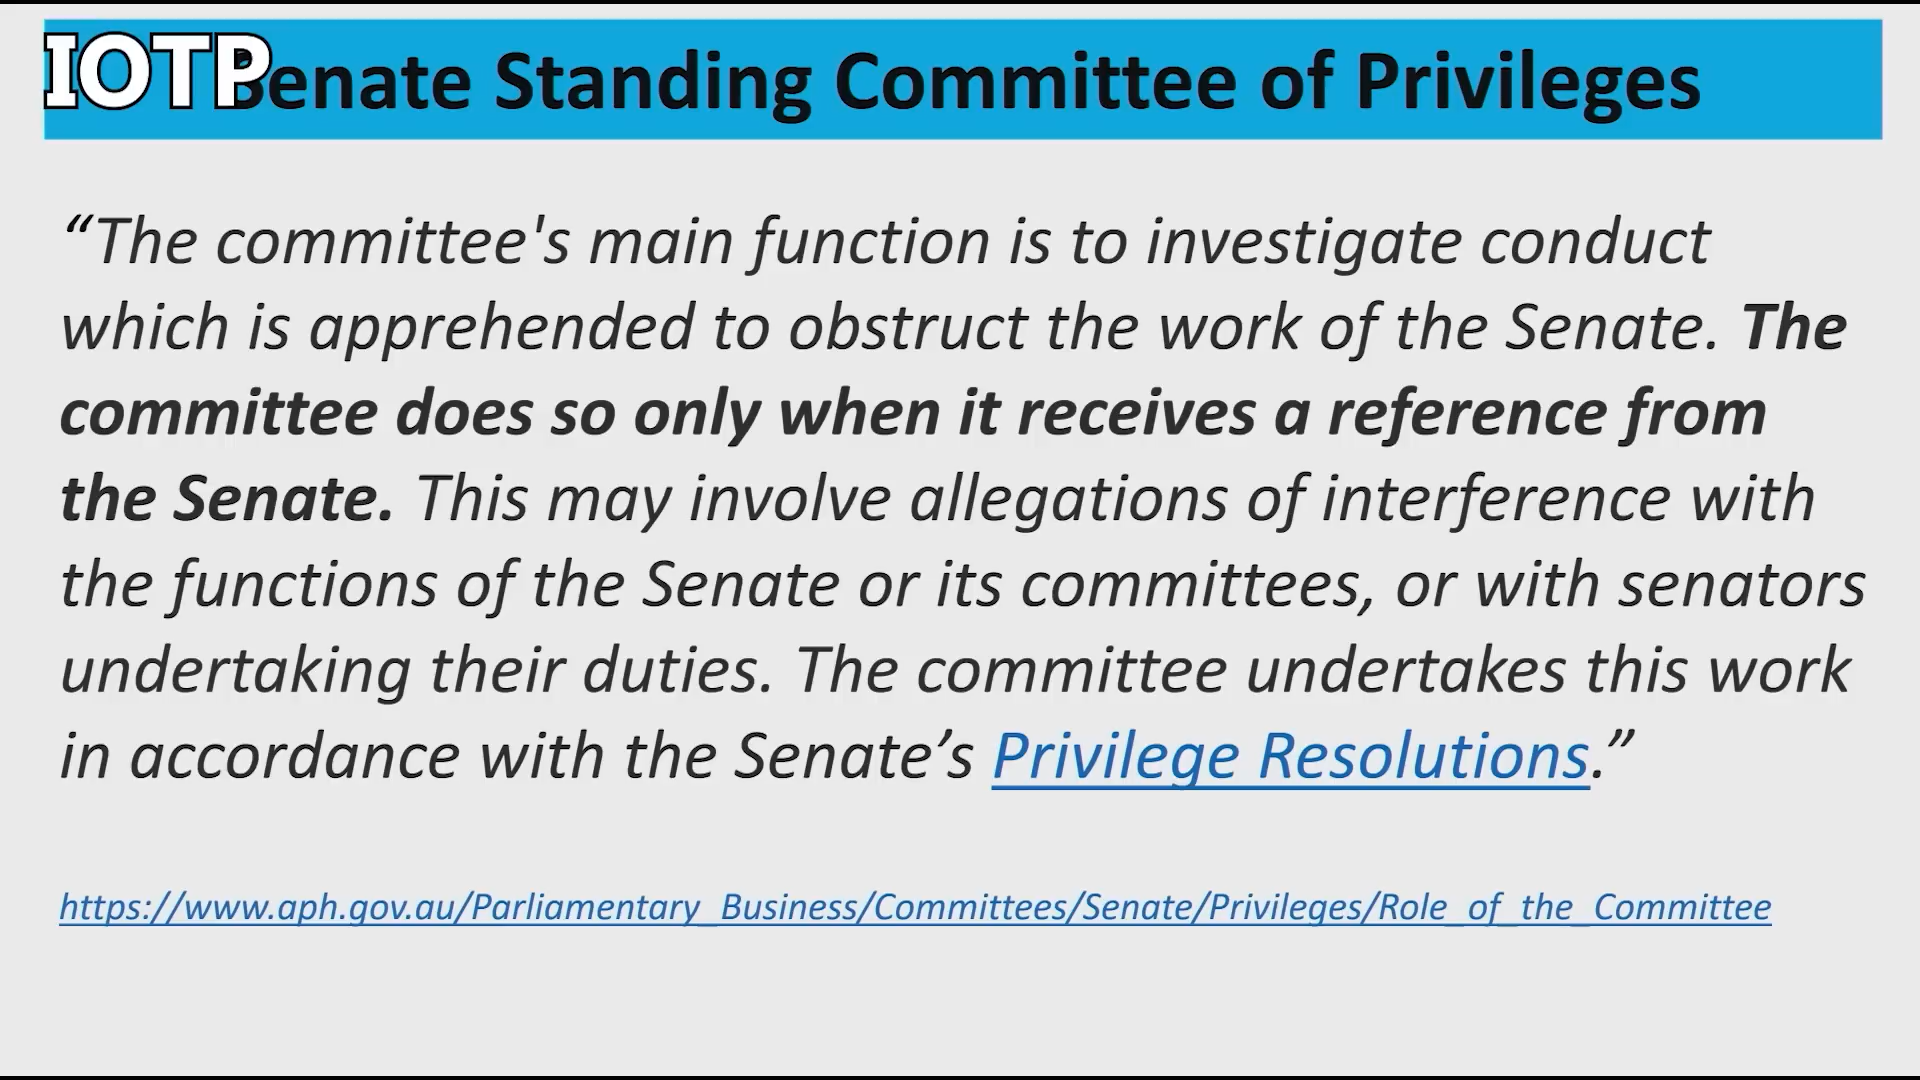 IOTP
Senate Standing Committee of Privileges
“The committee's main function is to investigate conduct
which is apprehended to obstruct the work of the Senate. The
committee does so only when it receives a reference from
the Senate. This may involve allegations of interference with
the functions of the Senate or its committees, or with senators
undertaking their duties. The committee undertakes this work
in accordance with the Senate’s Privilege Resolutions.”
https://www.aph.gov.au/Parliamentary_Business/Committees/Senate/Privileges/Role_of_the_Committee